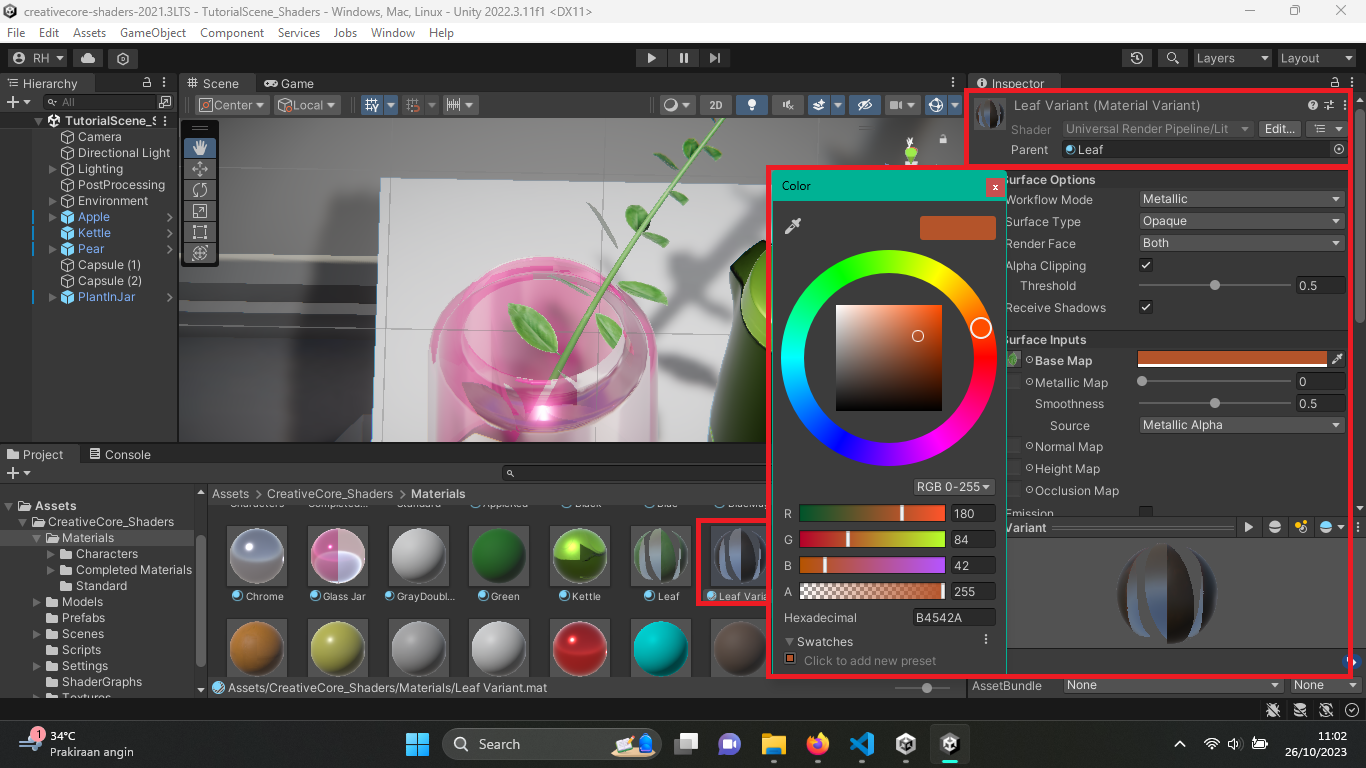 creativecore-shaders-2021.3LTS - TutorialScene_Shaders - Windows, Mac, Linux - Unity 2022.3.11f1 <DX11>
File Edit Assets GameObject Component Services Jobs Window Help
RH Layers Layout
Hierarchy
All
TutorialScene_S
Camera
Directional Light
Lighting
PostProcessing
Environment
Apple
Kettle
Pear
Capsule (1)
Capsule (2)
PlantInJar
Scene Game
Center Local 2D
Inspector
Leaf Variant (Material Variant)
Shader Universal Render Pipeline/Lit Edit...
Parent Leaf
Surface Options
Workflow Mode Metallic
Surface Type Opaque
Render Face Both
Alpha Clipping
Threshold 0.5
Receive Shadows
Surface Inputs
Base Map
Metallic Map 0
Smoothness 0.5
Source Metallic Alpha
Normal Map
Height Map
Occlusion Map
Emission
Variant
AssetBundle None None
Color
x
RGB 0-255
R 180
G 84
B 42
A 255
Hexadecimal B4542A
Swatches
Click to add new preset
Project Console
Assets
CreativeCore_Shaders
Materials
Characters
Completed Materials
Standard
Models
Prefabs
Scenes
Scripts
Settings
ShaderGraphs
Textures
Assets > CreativeCore_Shaders > Materials
Chrome Glass Jar GrayDoubl... Green Kettle Leaf Leaf Varia
Assets/CreativeCore_Shaders/Materials/Leaf Variant.mat
1
34°C
Prakiraan angin
Search
11:02
26/10/2023